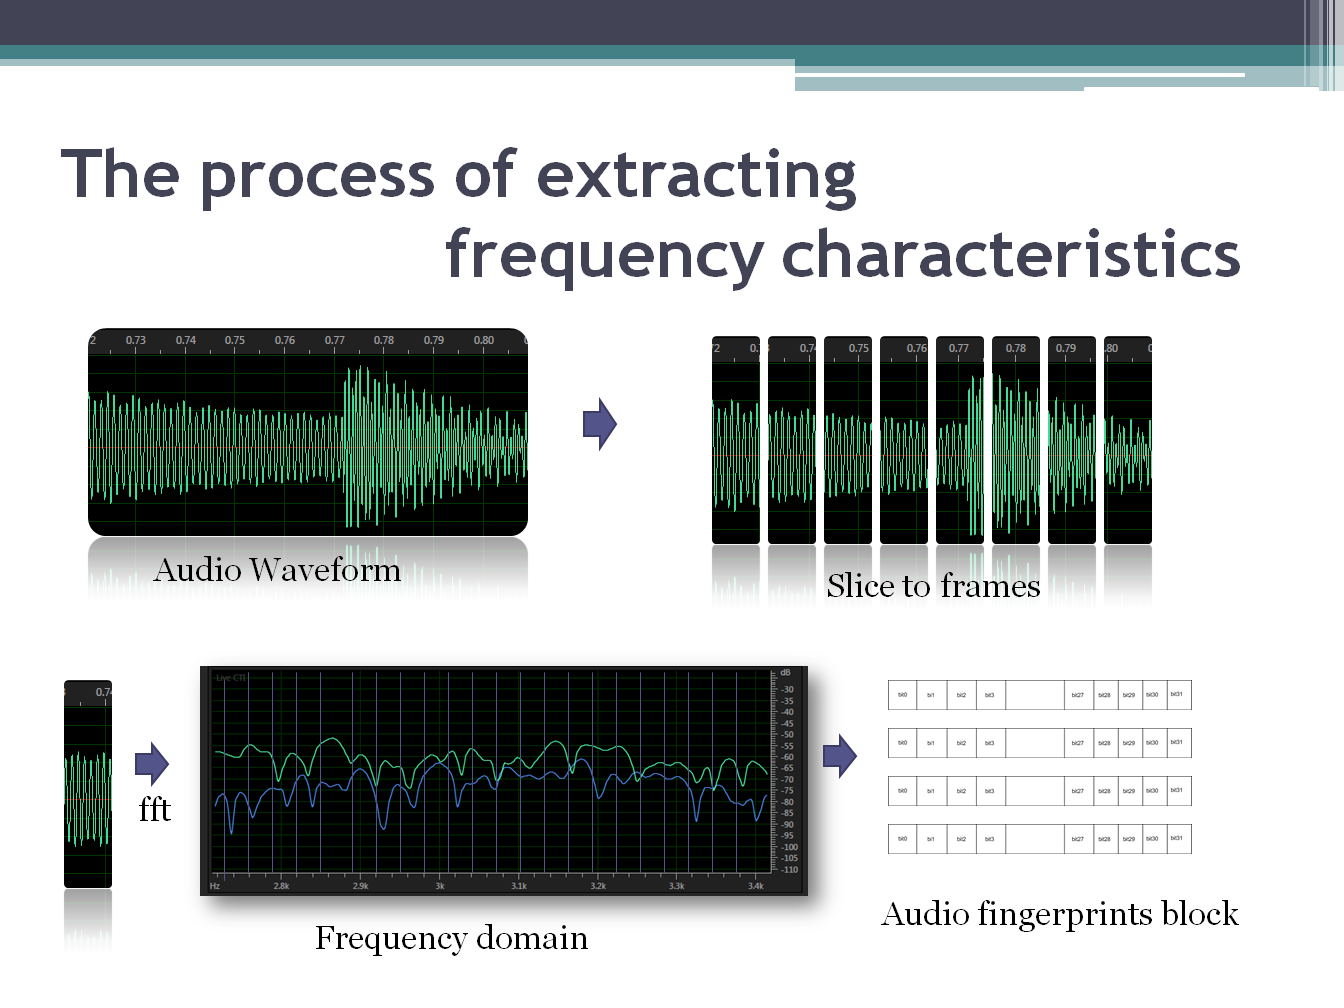 The process of extracting
frequency characteristics
2 0.73 0.74 0.75 0.76 0.77 0.78 0.79 0.80
Audio Waveform
2 0.74 0.75 0.76 0.77 0.78 0.79 .80
Slice to frames
0.74
fft
Live CTI
dB
-30
-35
-40
-45
-50
-55
-60
-65
-70
-75
-80
-85
-90
-95
-100
-105
-110
Hz 2.8k 2.9k 3k 3.1k 3.2k 3.3k 3.4k
Frequency domain
bit0 bit1 bit2 bit3 bit27 bit28 bit29 bit30 bit31
bit0 bit1 bit2 bit3 bit27 bit28 bit29 bit30 bit31
bit0 bit1 bit2 bit3 bit27 bit28 bit29 bit30 bit31
bit0 bit1 bit2 bit3 bit27 bit28 bit29 bit30 bit31
Audio fingerprints block